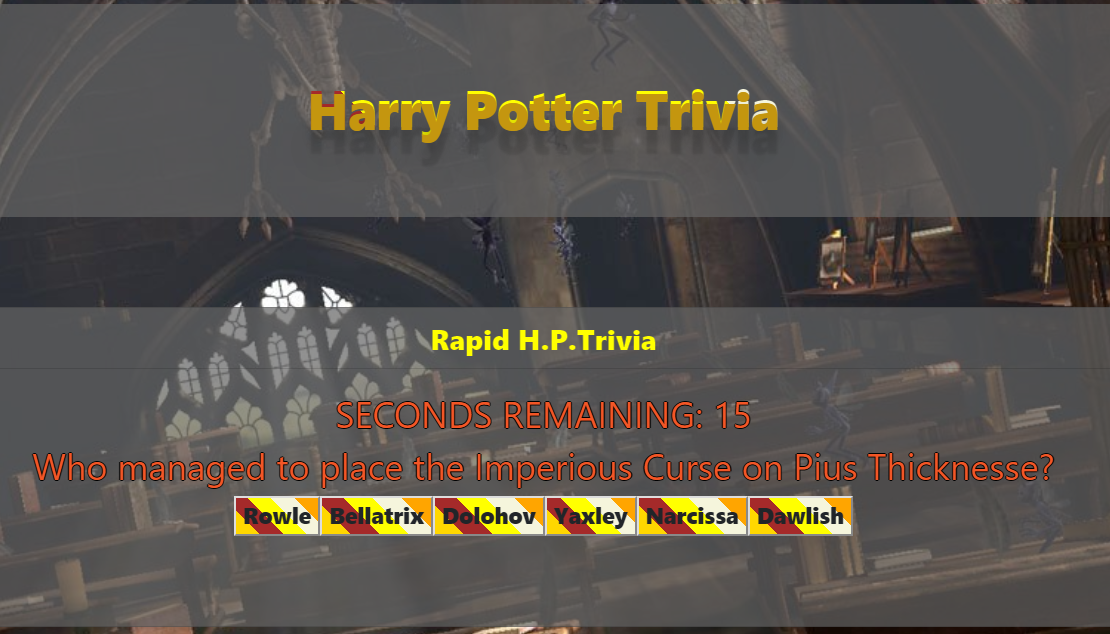 Harry Potter Trivia
Rapid H.P.Trivia
SECONDS REMAINING: 15
Who managed to place the Imperious Curse on Pius Thicknesse?
Rowle Bellatrix Dolohov Yaxley Narcissa Dawlish